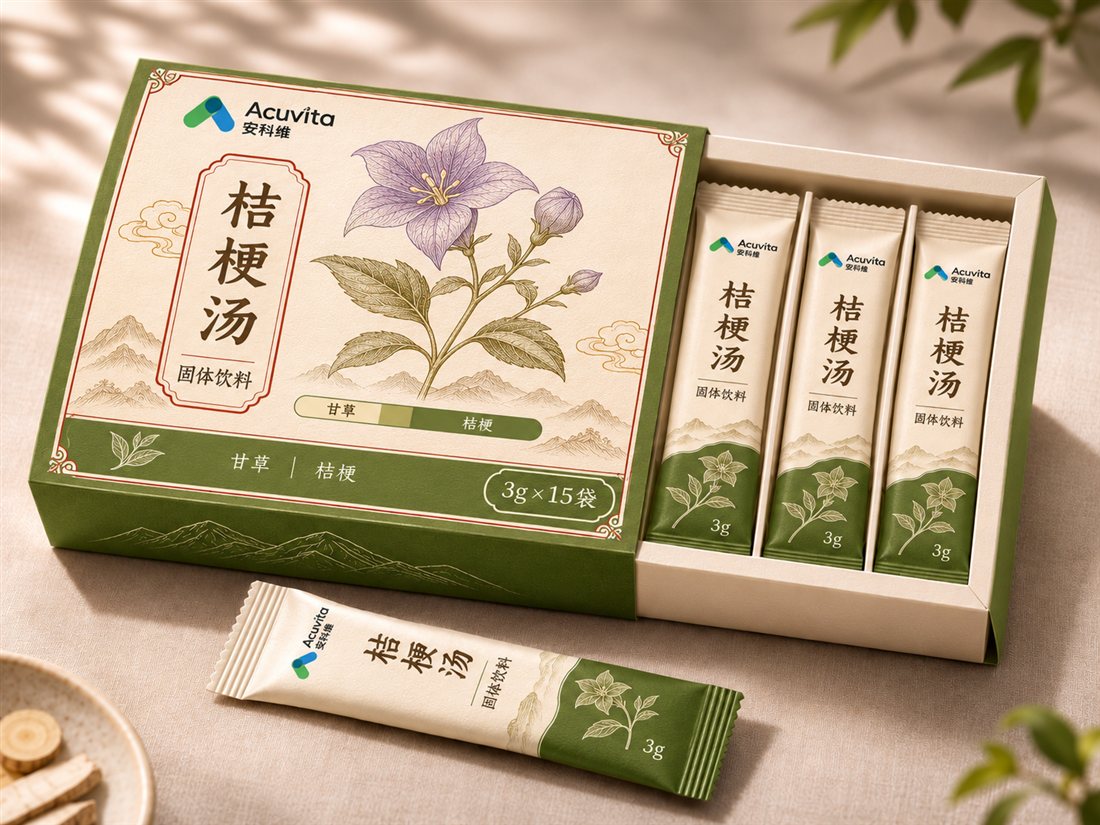 Acuvita
安科维
桔梗汤
固体饮料
甘草 桔梗
甘草 | 桔梗
3g×15袋
Acuvita
安科维
桔梗汤
固体饮料
3g
Acuvita
安科维
桔梗汤
固体饮料
3g
Acuvita
安科维
桔梗汤
固体饮料
3g
Acuvita
安科维
桔梗汤
固体饮料
3g